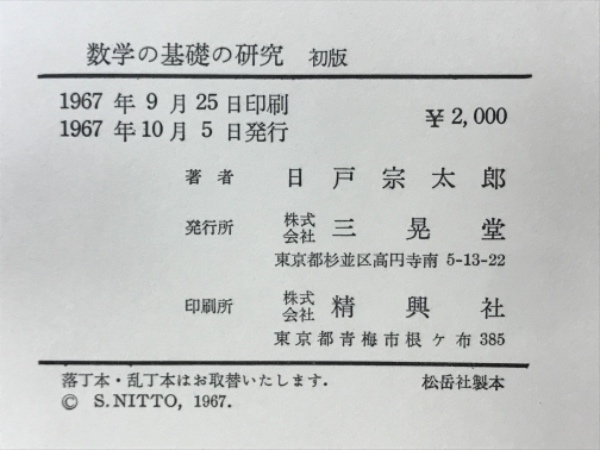 数学の基礎の研究 初版
1967 年 9 月 25 日印刷
1967 年 10 月 5 日発行
¥ 2,000
著者 日戸宗太郎
発行所 株式会社 三晃堂
東京都杉並区高円寺南 5-13-22
印刷所 株式会社 精興社
東京都青梅市根ヶ布 385
落丁本・乱丁本はお取替いたします.
松岳社製本
© S. NITTO, 1967.